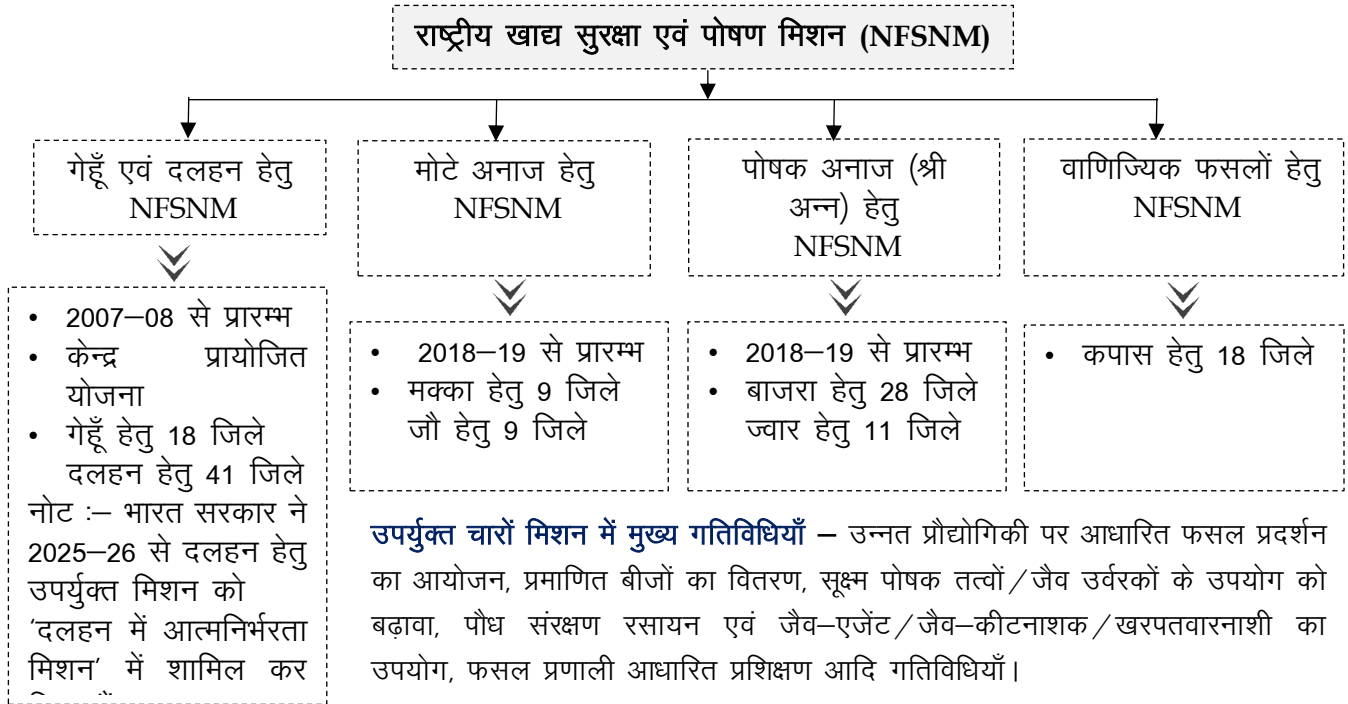 राष्ट्रीय खाद्य सुरक्षा एवं पोषण मिशन (NFSNM)
गेहूँ एवं दलहन हेतु
NFSNM
• 2007–08 से प्रारम्भ
• केन्द्र प्रायोजित
योजना
• गेहूँ हेतु 18 जिले
दलहन हेतु 41 जिले
नोट :– भारत सरकार ने
2025–26 से दलहन हेतु
उपर्युक्त मिशन को
'दलहन में आत्मनिर्भरता
मिशन' में शामिल कर
मोटे अनाज हेतु
NFSNM
• 2018–19 से प्रारम्भ
• मक्का हेतु 9 जिले
जौ हेतु 9 जिले
पोषक अनाज (श्री
अन्न) हेतु
NFSNM
• 2018–19 से प्रारम्भ
• बाजरा हेतु 28 जिले
ज्वार हेतु 11 जिले
वाणिज्यिक फसलों हेतु
NFSNM
• कपास हेतु 18 जिले
उपर्युक्त चारों मिशन में मुख्य गतिविधियाँ – उन्नत प्रौद्योगिकी पर आधारित फसल प्रदर्शन
का आयोजन, प्रमाणित बीजों का वितरण, सूक्ष्म पोषक तत्वों/जैव उर्वरकों के उपयोग को
बढ़ावा, पौध संरक्षण रसायन एवं जैव–एजेंट/जैव–कीटनाशक/खरपतवारनाशी का
उपयोग, फसल प्रणाली आधारित प्रशिक्षण आदि गतिविधियाँ।